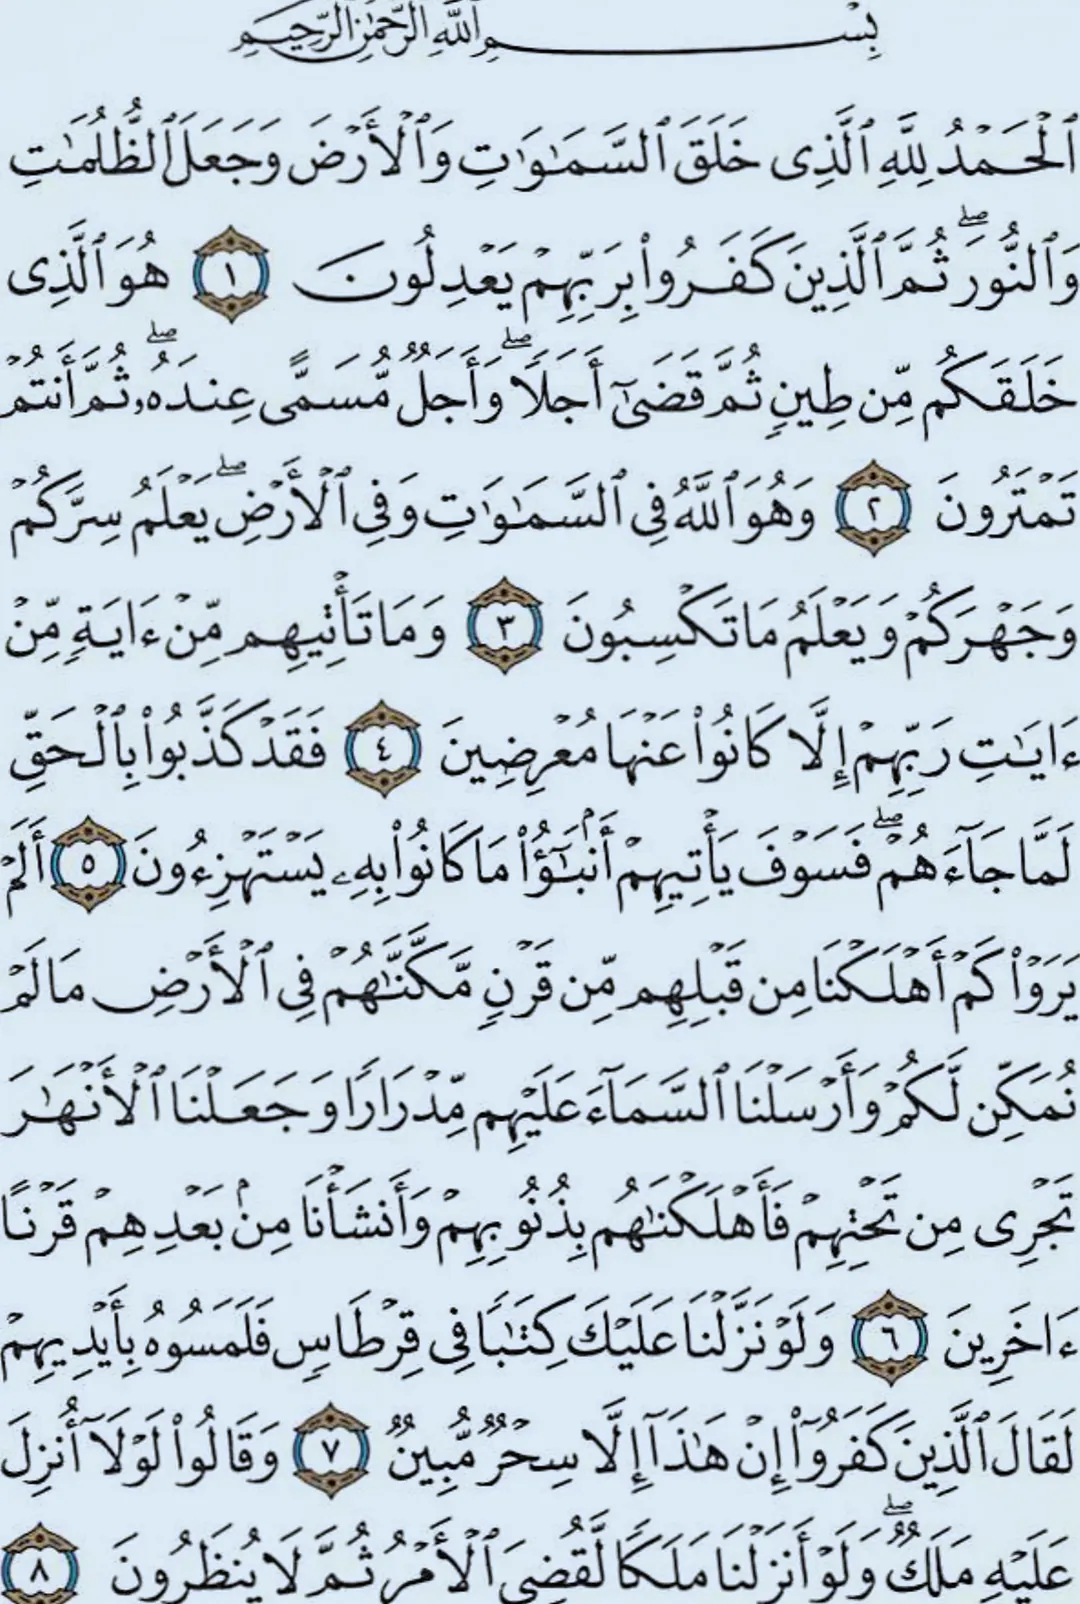 بِسْمِ ٱللَّهِ ٱلرَّحْمَٰنِ ٱلرَّحِيمِ
ٱلْحَمْدُ لِلَّهِ ٱلَّذِى خَلَقَ ٱلسَّمَٰوَٰتِ وَٱلْأَرْضَ وَجَعَلَ ٱلظُّلُمَٰتِ
وَٱلنُّورَۖ ثُمَّ ٱلَّذِينَ كَفَرُوا۟ بِرَبِّهِمْ يَعْدِلُونَ ١ هُوَ ٱلَّذِى
خَلَقَكُم مِّن طِينٍ ثُمَّ قَضَىٰٓ أَجَلًاۖ وَأَجَلٌ مُّسَمًّى عِندَهُۥۖ ثُمَّ أَنتُمْ
تَمْتَرُونَ ٢ وَهُوَ ٱللَّهُ فِى ٱلسَّمَٰوَٰتِ وَفِى ٱلْأَرْضِۖ يَعْلَمُ سِرَّكُمْ
وَجَهْرَكُمْ وَيَعْلَمُ مَا تَكْسِبُونَ ٣ وَمَا تَأْتِيهِم مِّنْ ءَايَةٍ مِّنْ
ءَايَٰتِ رَبِّهِمْ إِلَّا كَانُوا۟ عَنْهَا مُعْرِضِينَ ٤ فَقَدْ كَذَّبُوا۟ بِٱلْحَقِّ
لَمَّا جَآءَهُمْۖ فَسَوْفَ يَأْتِيهِمْ أَنۢبَٰٓؤُا۟ مَا كَانُوا۟ بِهِۦ يَسْتَهْزِءُونَ ٥ أَلَمْ
يَرَوْا۟ كَمْ أَهْلَكْنَا مِن قَبْلِهِم مِّن قَرْنٍ مَّكَّنَّٰهُمْ فِى ٱلْأَرْضِ مَا لَمْ
نُمَكِّن لَّكُمْ وَأَرْسَلْنَا ٱلسَّمَآءَ عَلَيْهِم مِّدْرَارًا وَجَعَلْنَا ٱلْأَنْهَٰرَ
تَجْرِى مِن تَحْتِهِمْ فَأَهْلَكْنَٰهُم بِذُنُوبِهِمْ وَأَنشَأْنَا مِنۢ بَعْدِهِمْ قَرْنًا
ءَاخَرِينَ ٦ وَلَوْ نَزَّلْنَا عَلَيْكَ كِتَٰبًا فِى قِرْطَاسٍ فَلَمَسُوهُ بِأَيْدِيهِمْ
لَقَالَ ٱلَّذِينَ كَفَرُوٓا۟ إِنْ هَٰذَآ إِلَّا سِحْرٌ مُّبِينٌ ٧ وَقَالُوا۟ لَوْلَآ أُنزِلَ
عَلَيْهِ مَلَكٌۖ وَلَوْ أَنزَلْنَا مَلَكًا لَّقُضِىَ ٱلْأَمْرُ ثُمَّ لَا يُنظَرُونَ ٨